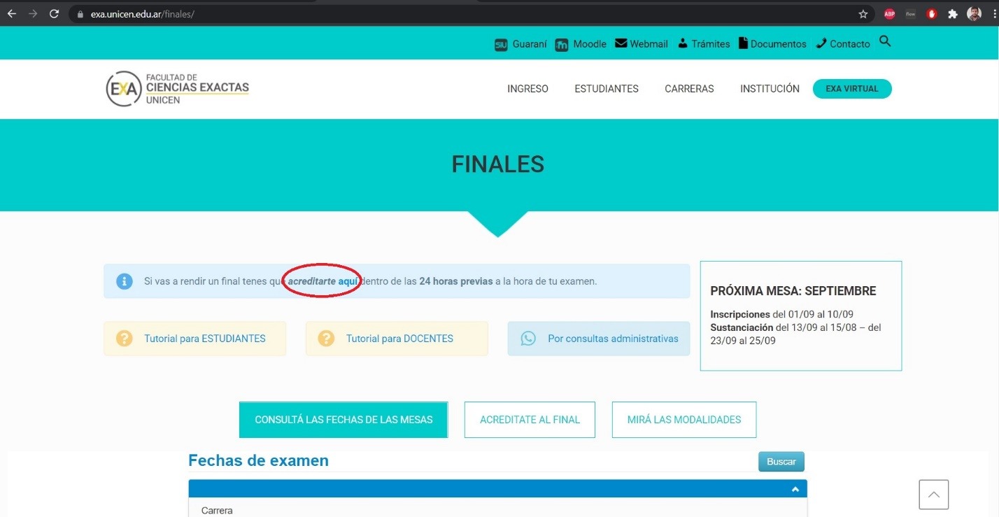 exa.unicen.edu.ar/finales/
ABP
flow
SIU Guaraní m Moodle Webmail Trámites Documentos Contacto
EXA FACULTAD DE
CIENCIAS EXACTAS
UNICEN
INGRESO ESTUDIANTES CARRERAS INSTITUCIÓN EXA VIRTUAL
FINALES
Si vas a rendir un final tenes que acreditarte aquí dentro de las 24 horas previas a la hora de tu examen.
Tutorial para ESTUDIANTES
Tutorial para DOCENTES
Por consultas administrativas
PRÓXIMA MESA: SEPTIEMBRE
Inscripciones del 01/09 al 10/09
Sustanciación del 13/09 al 15/08 – del
23/09 al 25/09
CONSULTÁ LAS FECHAS DE LAS MESAS
ACREDITATE AL FINAL
MIRÁ LAS MODALIDADES
Fechas de examen
Buscar
Carrera